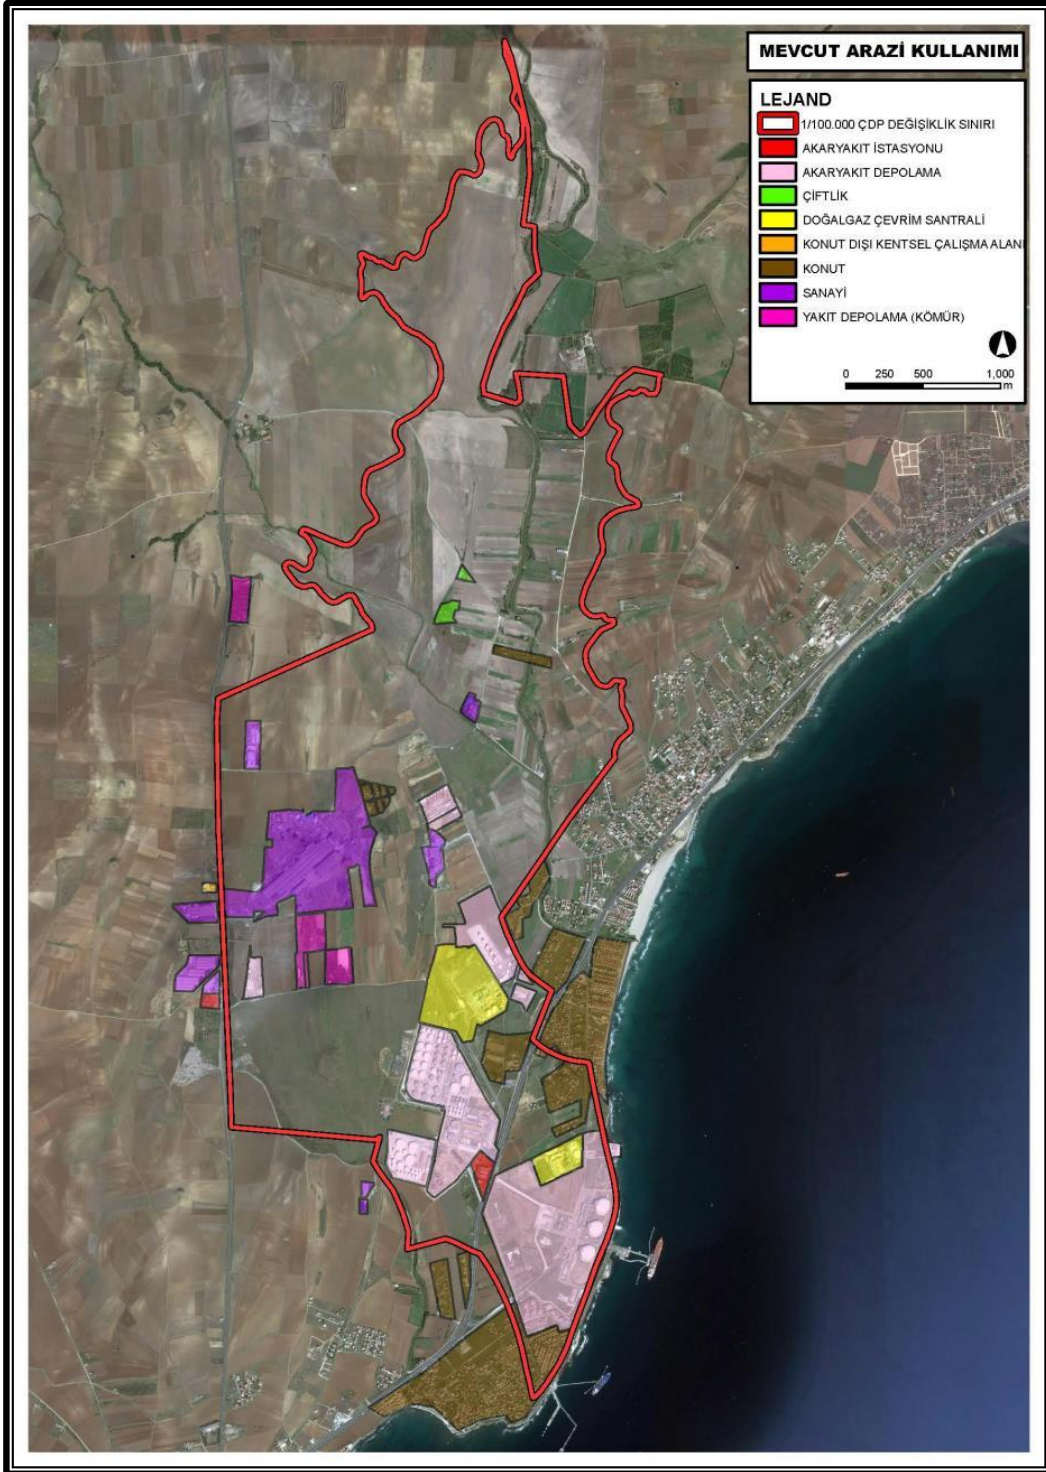 MEVCUT ARAZİ KULLANIMI
LEJAND
1/100.000 ÇDP DEĞİŞİKLİK SINIRI
AKARYAKIT İSTASYONU
AKARYAKIT DEPOLAMA
ÇİFTLİK
DOĞALGAZ ÇEVRİM SANTRALİ
KONUT DIŞI KENTSEL ÇALIŞMA ALANI
KONUT
SANAYİ
YAKIT DEPOLAMA (KÖMÜR)
0 250 500 1,000
m